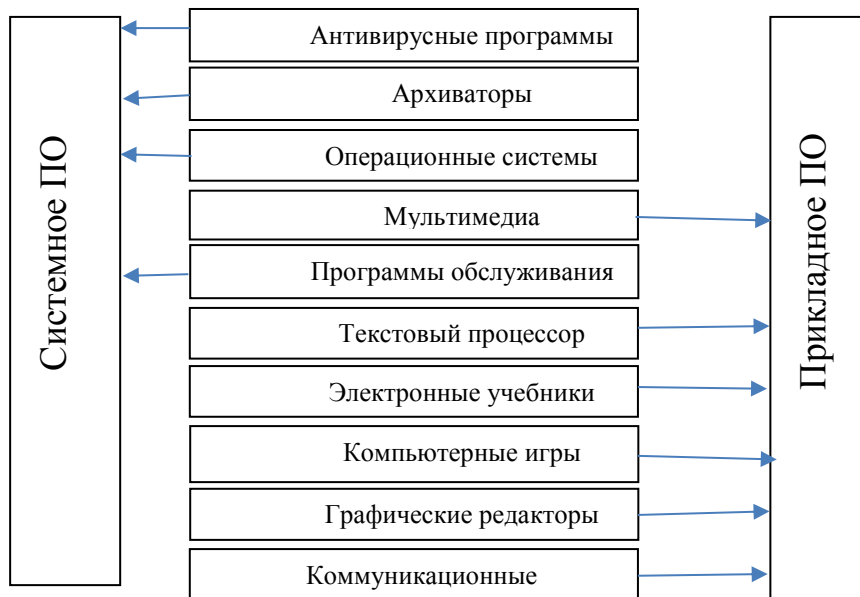 Системное ПО
Антивирусные программы
Архиваторы
Операционные системы
Мультимедиа
Программы обслуживания
Текстовый процессор
Электронные учебники
Компьютерные игры
Графические редакторы
Коммуникационные
Прикладное ПО